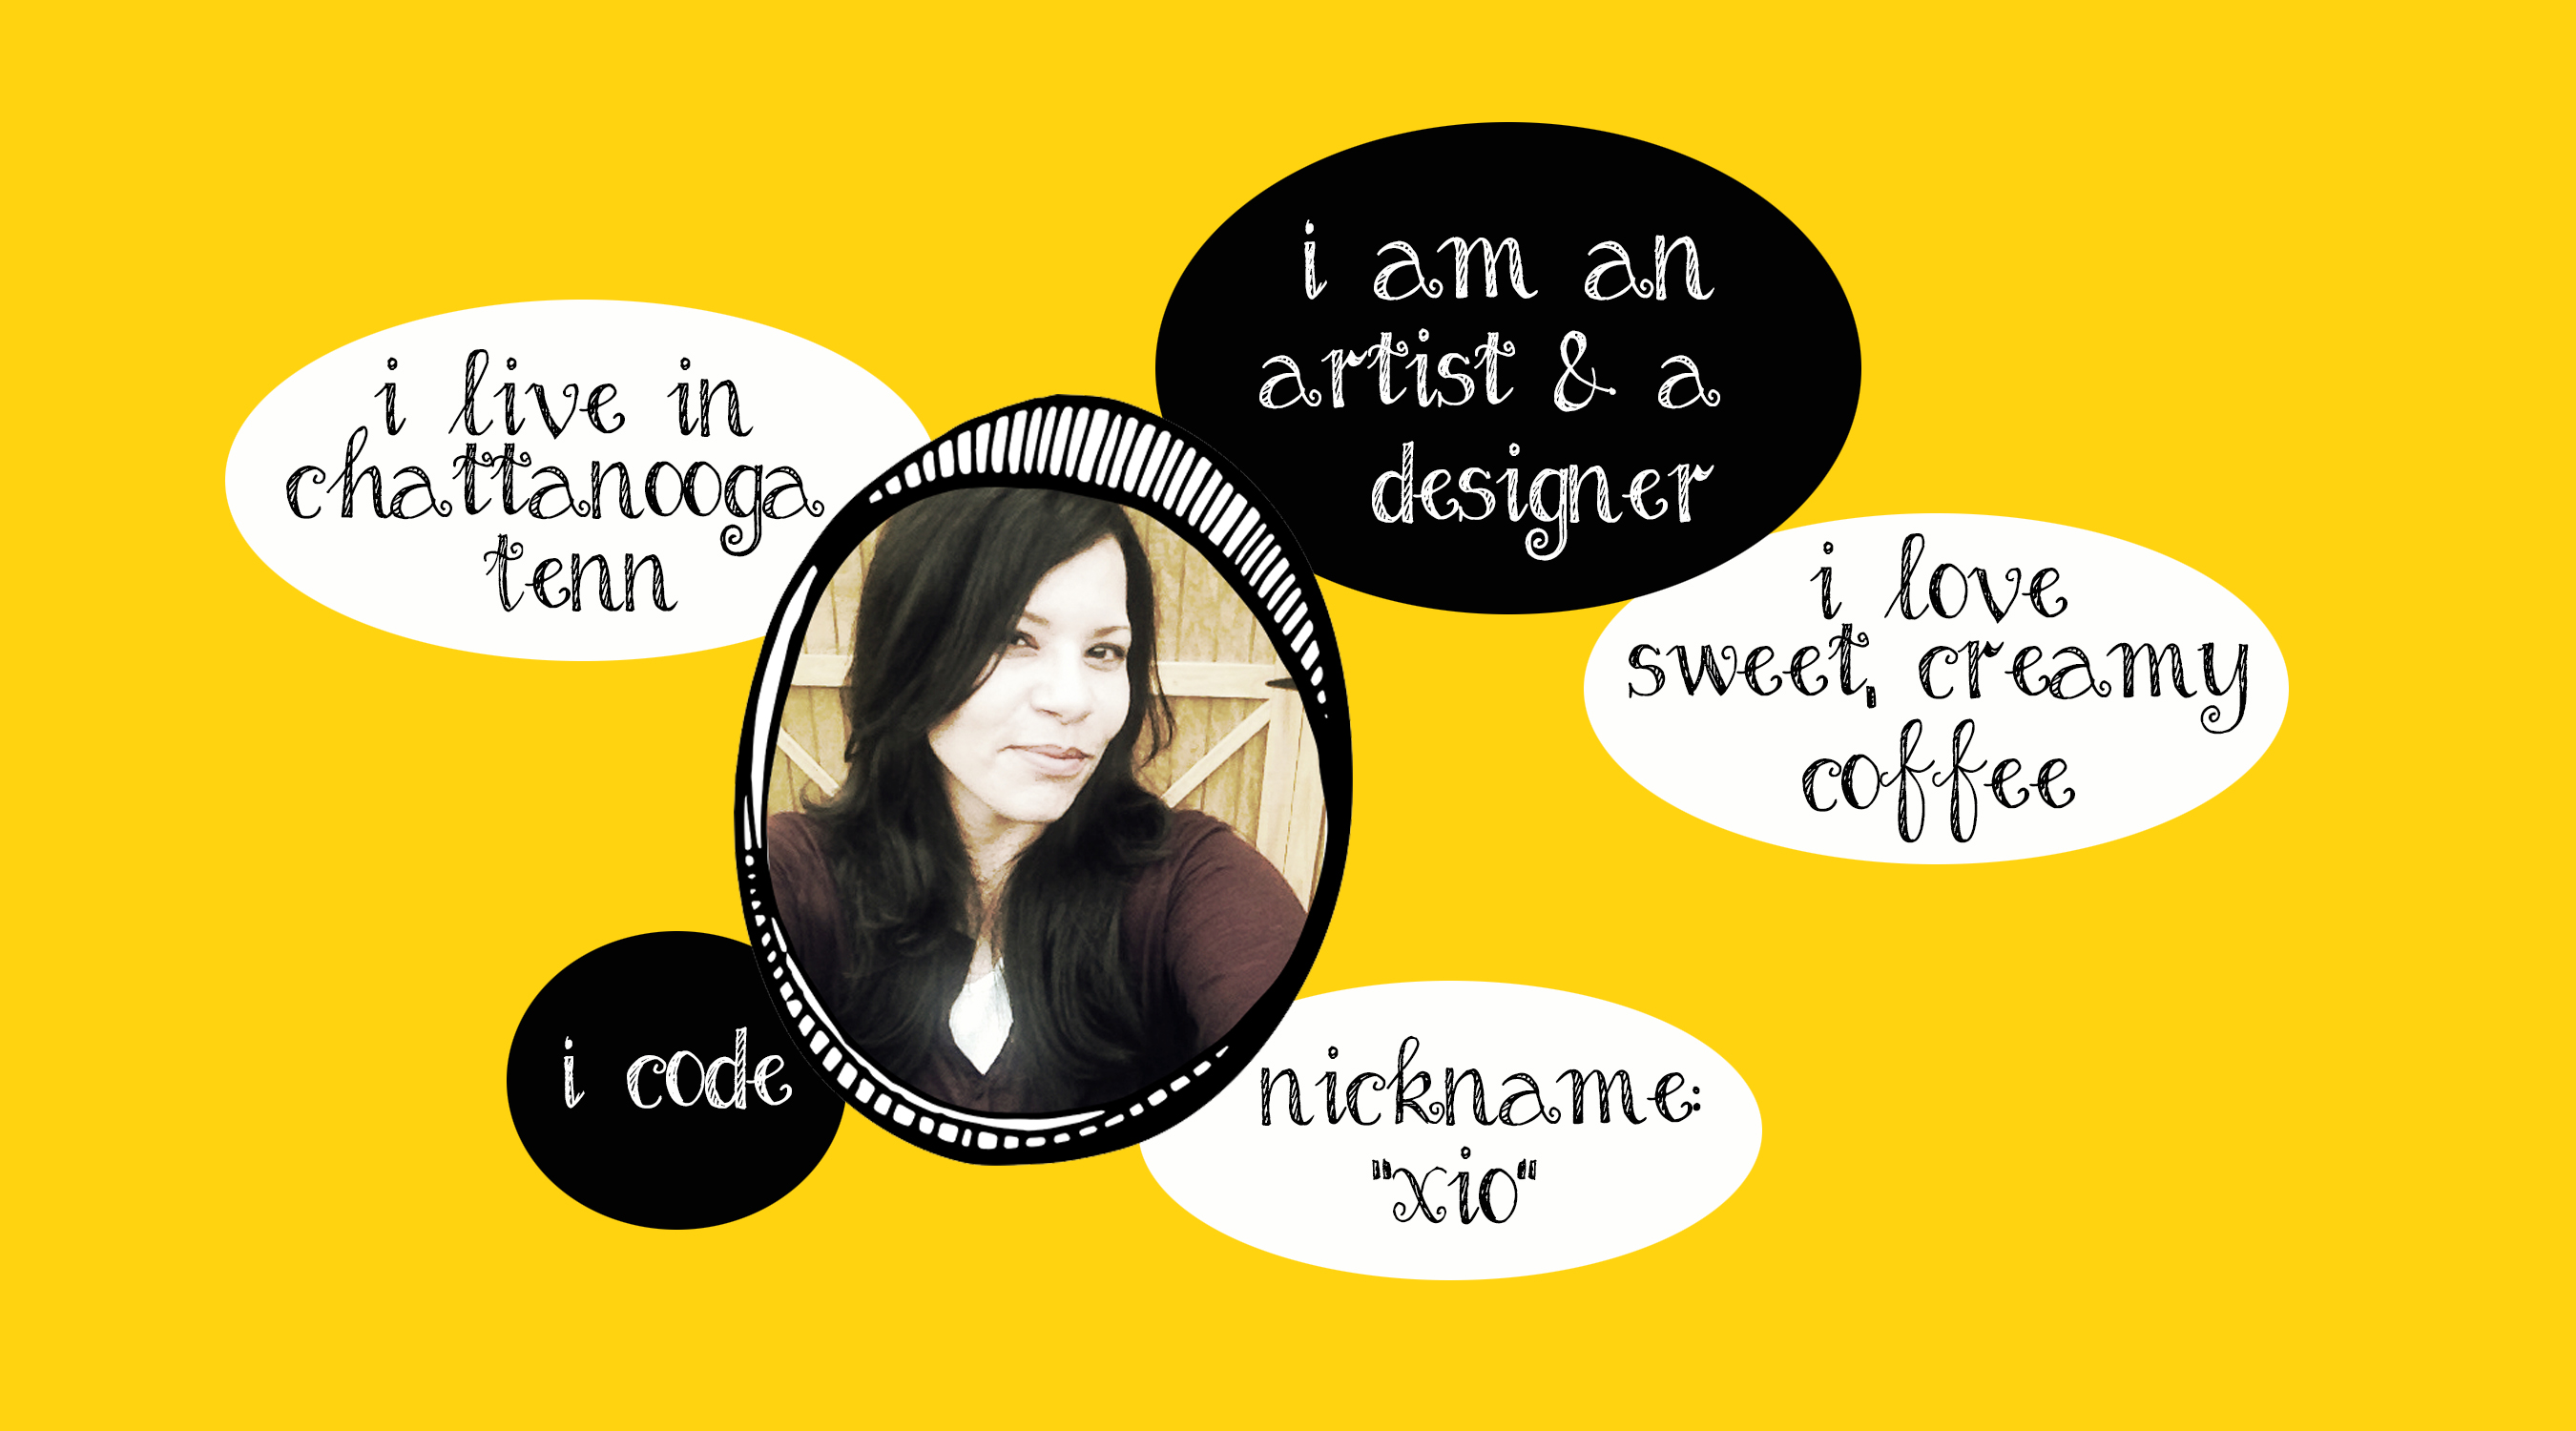 i am an
artist & a
designer
i live in
chattanooga
tenn
i love
sweet, creamy
coffee
i code
nickname:
"xio"